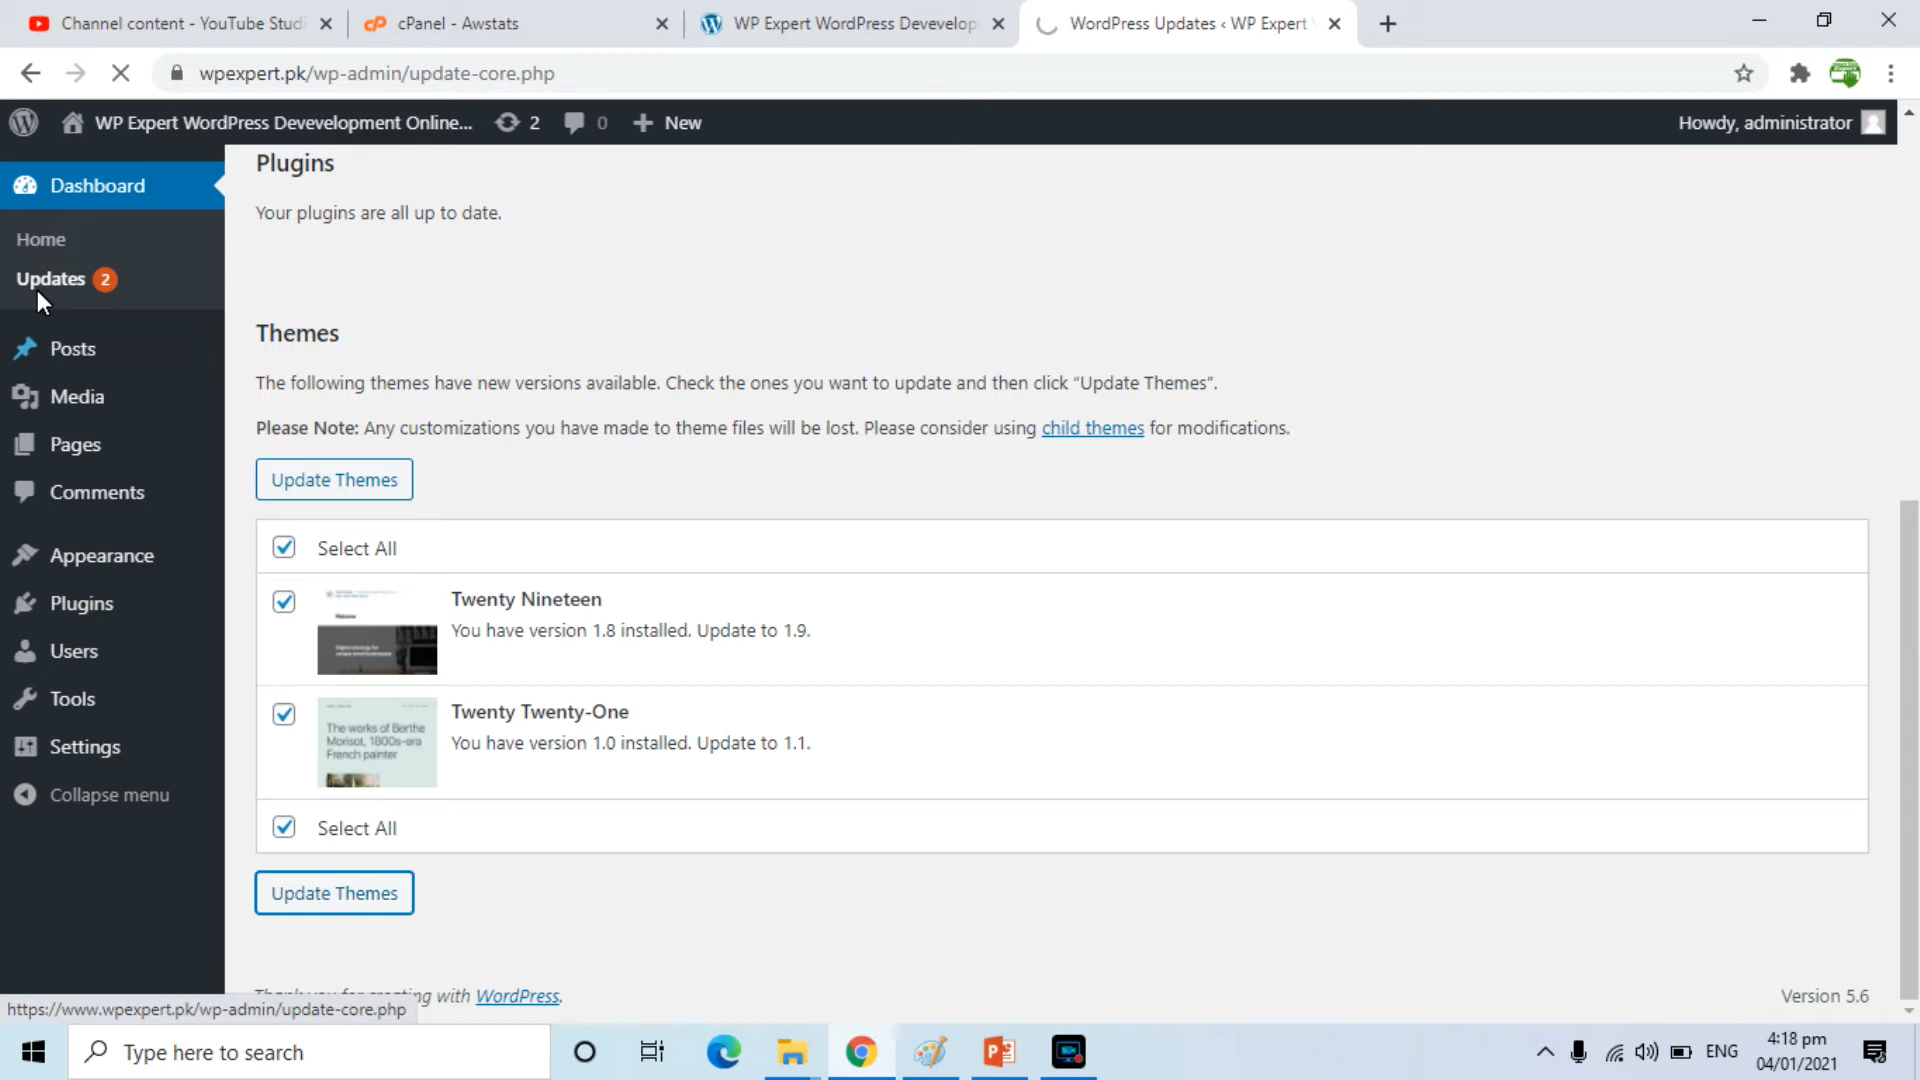 Channel content - YouTube Studi
cPanel - Awstats
WP Expert WordPress Devevelop
WordPress Updates ‹ WP Expert
wpexpert.pk/wp-admin/update-core.php
WP Expert WordPress Devevelopment Online...
2
0
New
Howdy, administrator
Dashboard
Home
Updates 2
Posts
Media
Pages
Comments
Appearance
Plugins
Users
Tools
Settings
Collapse menu
Plugins
Your plugins are all up to date.
Themes
The following themes have new versions available. Check the ones you want to update and then click “Update Themes”.
Please Note: Any customizations you have made to theme files will be lost. Please consider using child themes for modifications.
Update Themes
Select All
Twenty Nineteen
You have version 1.8 installed. Update to 1.9.
Twenty Twenty-One
You have version 1.0 installed. Update to 1.1.
The works of Berthe
Morisot, 1800s-era
French painter
Select All
Update Themes
Thank you for creating with WordPress.
Version 5.6
https://www.wpexpert.pk/wp-admin/update-core.php
Type here to search
ENG
4:18 pm
04/01/2021